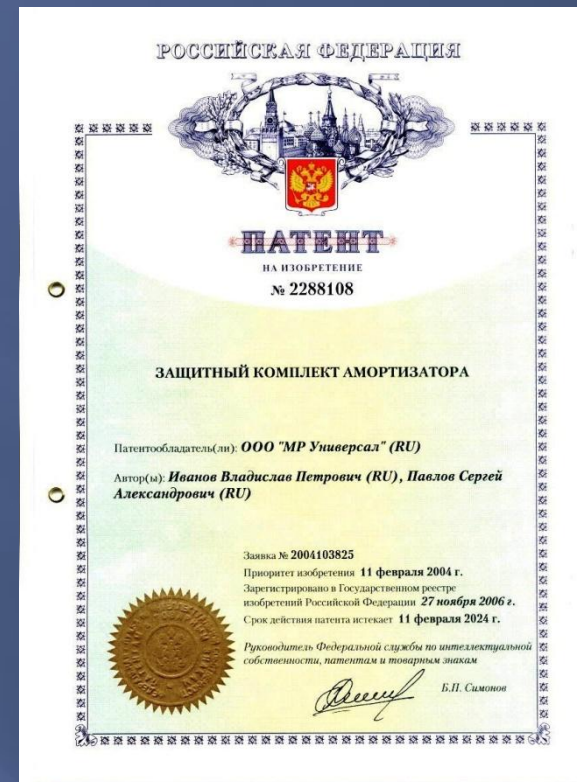 РОССИЙСКАЯ ФЕДЕРАЦИЯ
ПАТЕНТ
НА ИЗОБРЕТЕНИЕ
№ 2288108
ЗАЩИТНЫЙ КОМПЛЕКТ АМОРТИЗАТОРА
Патентообладатель(ли): ООО "МР Универсал" (RU)
Автор(ы): Иванов Владислав Петрович (RU), Павлов Сергей
Александрович (RU)
Заявка № 2004103825
Приоритет изобретения 11 февраля 2004 г.
Зарегистрировано в Государственном реестре
изобретений Российской Федерации 27 ноября 2006 г.
Срок действия патента истекает 11 февраля 2024 г.
Руководитель Федеральной службы по интеллектуальной
собственности, патентам и товарным знакам
Б.П. Симонов